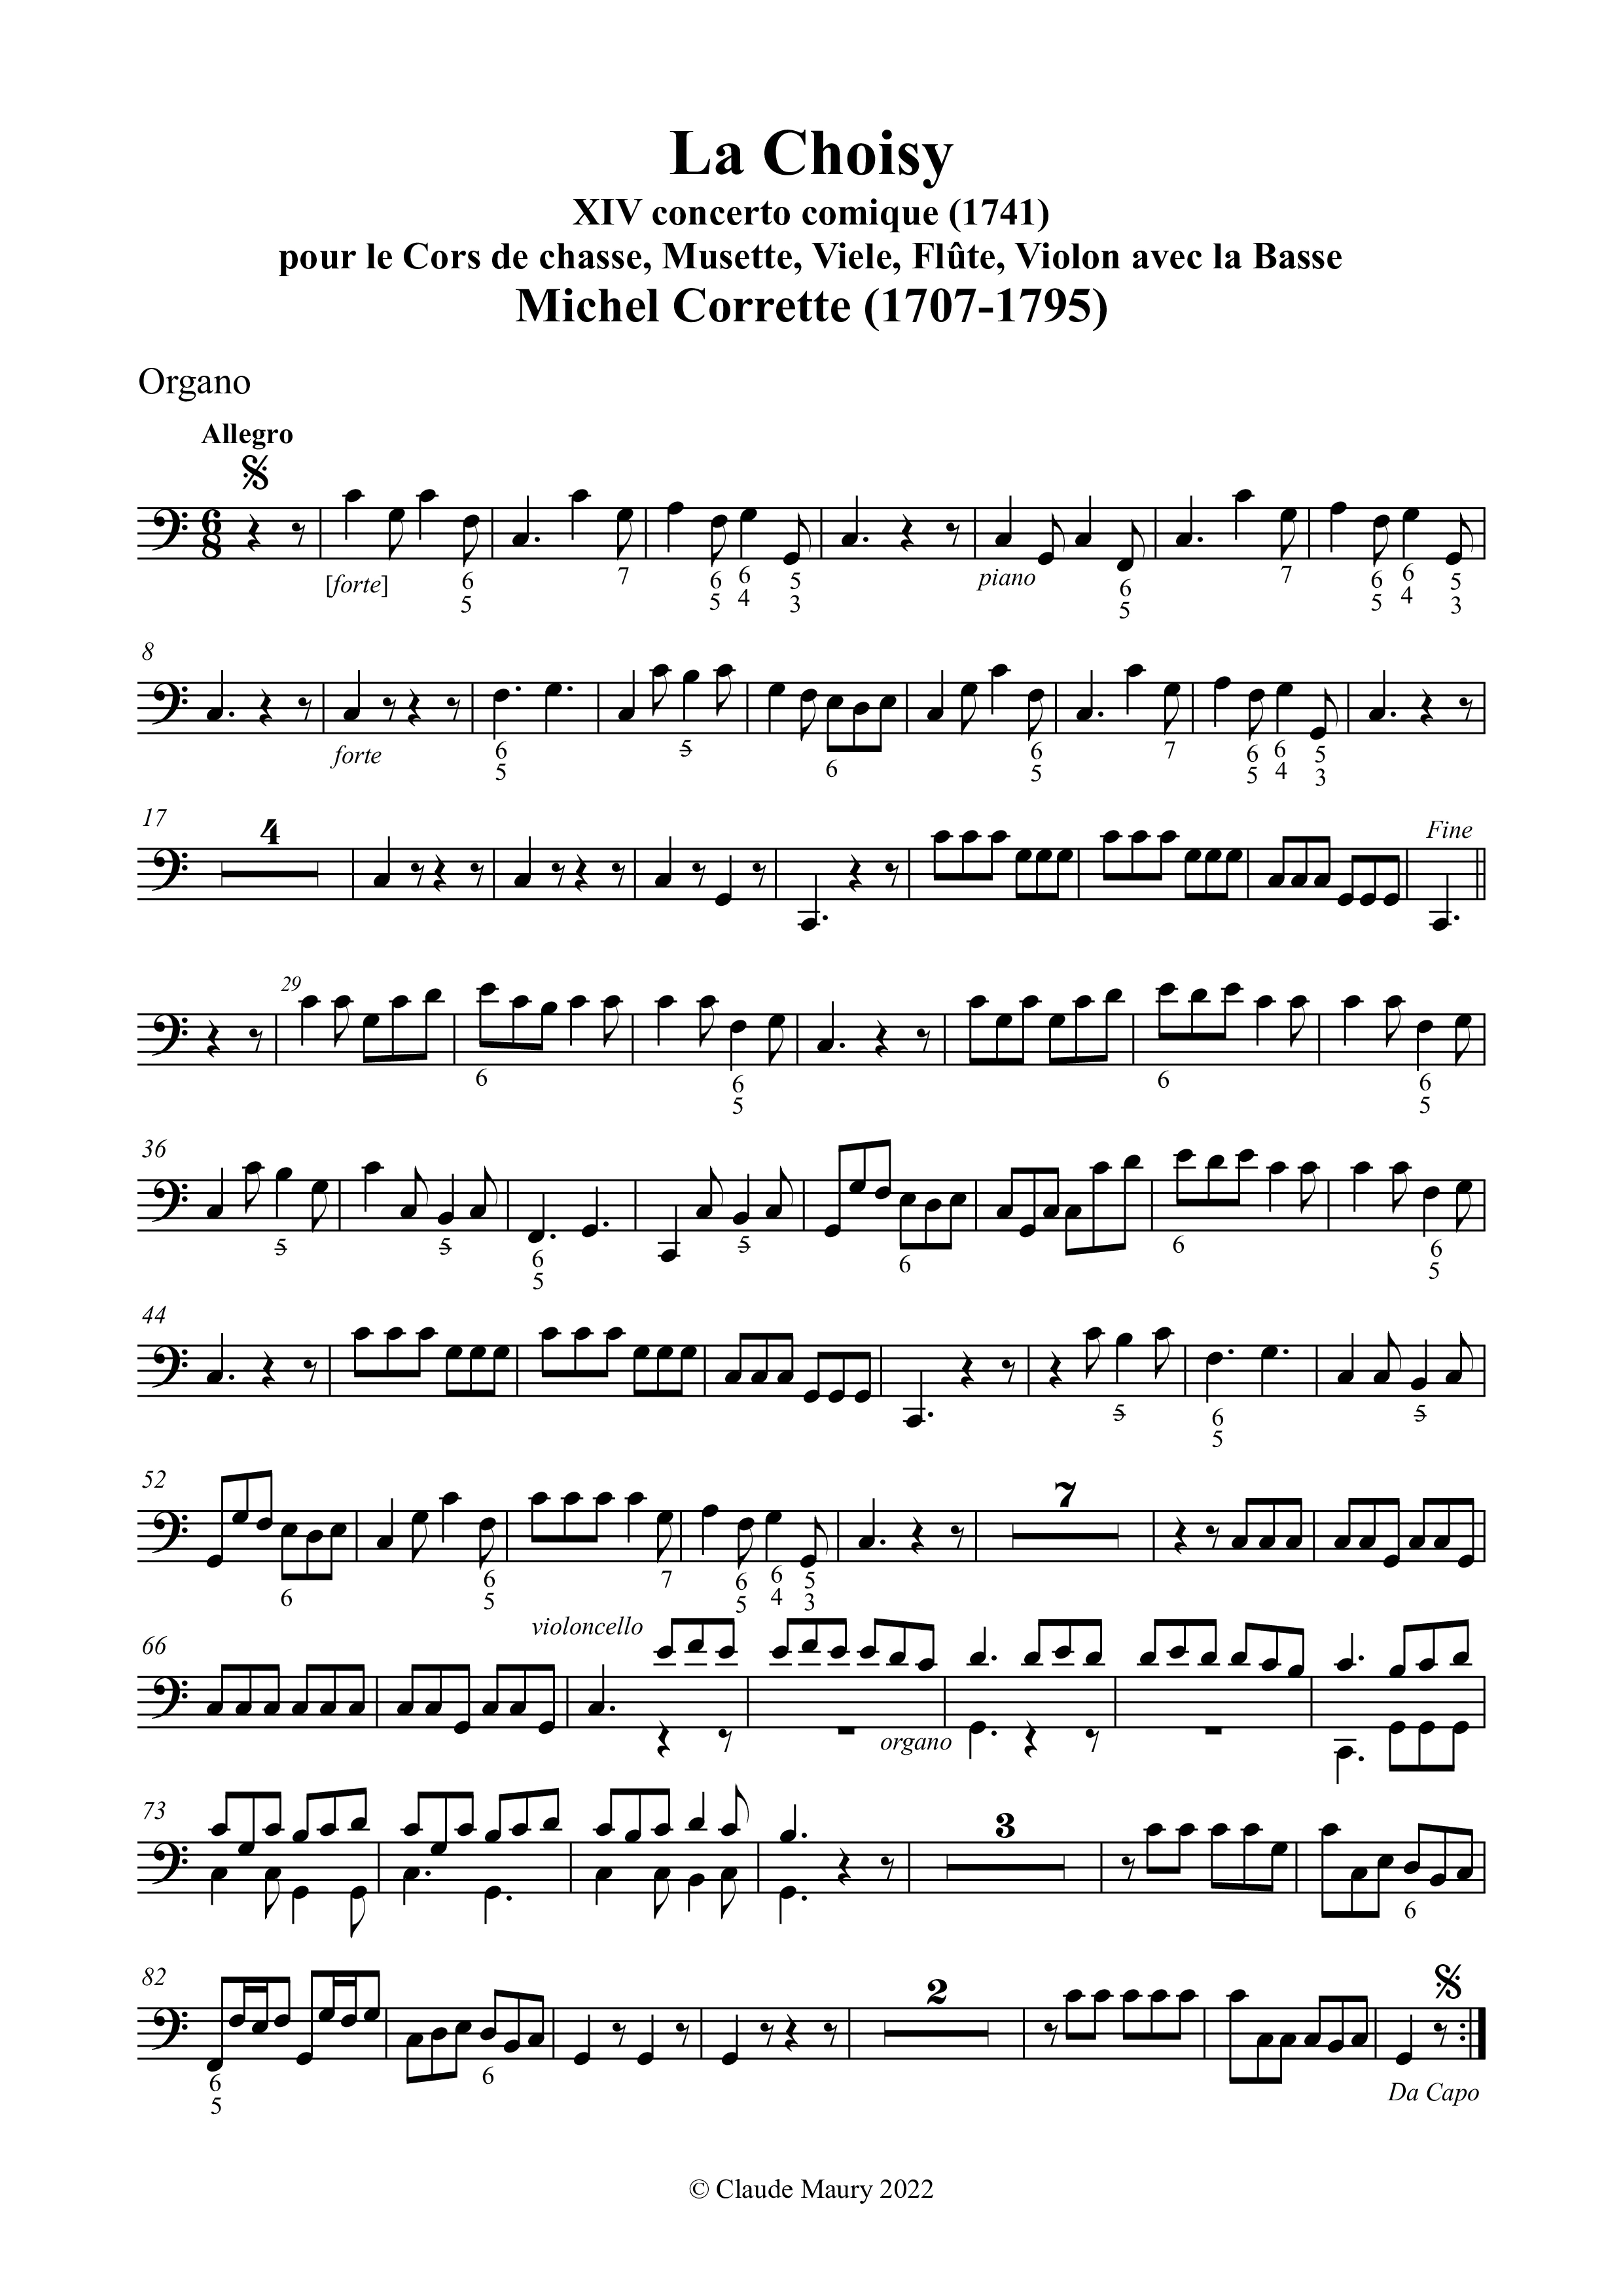 La Choisy
XIV concerto comique (1741)
pour le Cors de chasse, Musette, Viele, Flûte, Violon avec la Basse
Michel Corrette (1707-1795)
Organo
Allegro
6
8
[forte] 6 7 6 6 5 piano 6 7 6 6 5
5 5 4 3 5 5 4 3
8
forte 6 5 6 6 7 6 6 5
5 5 5 4 3
17
4 Fine
29
6 6 6 6
5 5
36
5 5 6 5 6 6 6
5 5
44
5 6 5
5
52
7
6 6 7 6 6 5
5 5 4 3
66
violoncello
organo
73
3
6
82
2
6 6
5
Da Capo
© Claude Maury 2022